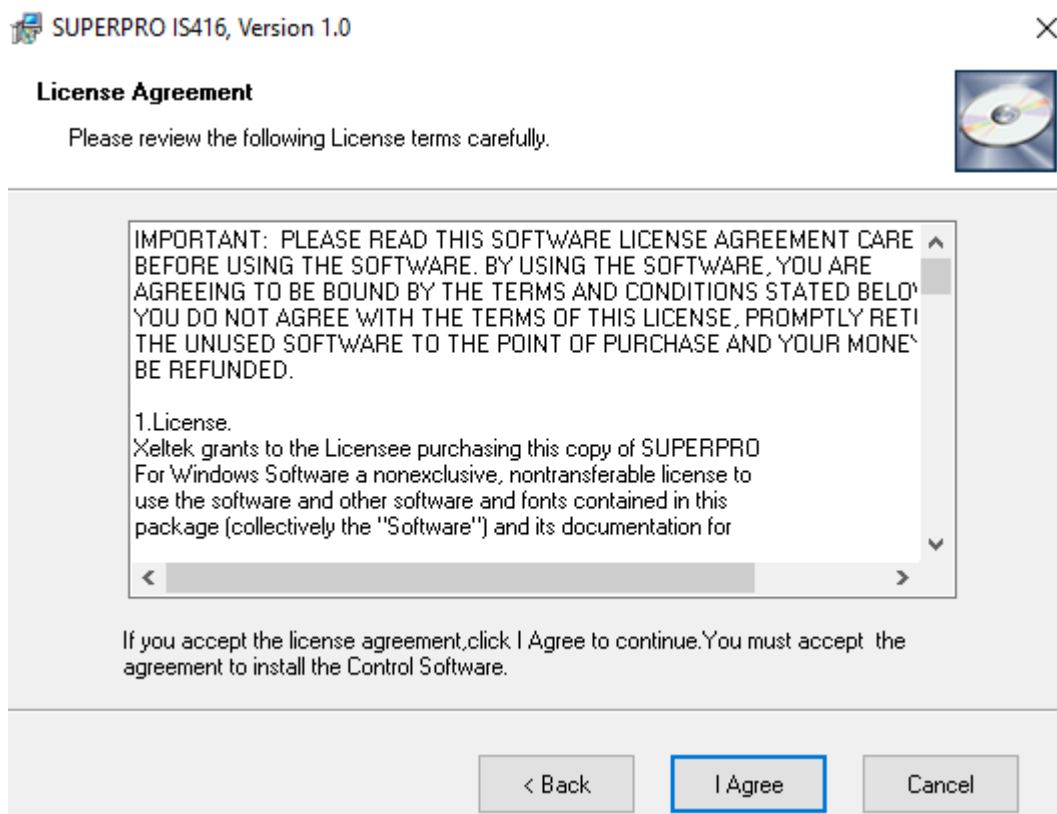 SUPERPRO IS416, Version 1.0
License Agreement
Please review the following License terms carefully.
IMPORTANT:  PLEASE READ THIS SOFTWARE LICENSE AGREEMENT CARE
BEFORE USING THE SOFTWARE. BY USING THE SOFTWARE, YOU ARE
AGREEING TO BE BOUND BY THE TERMS AND CONDITIONS STATED
YOU DO NOT AGREE WITH THE TERMS OF THIS LICENSE, PROMPTLY
THE UNUSED SOFTWARE TO THE POINT OF PURCHASE AND YOUR
BE REFUNDED.
1.License.
Xeltek grants to the Licensee purchasing this copy of SUPERPRO
For Windows Software a nonexclusive, nontransferable license to
use the software and other software and fonts contained in this
package (collectively the "Software") and its documentation for
If you accept the license agreement,click I Agree to continue.You must accept  the
agreement to install the Control Software.
< Back
I Agree
Cancel